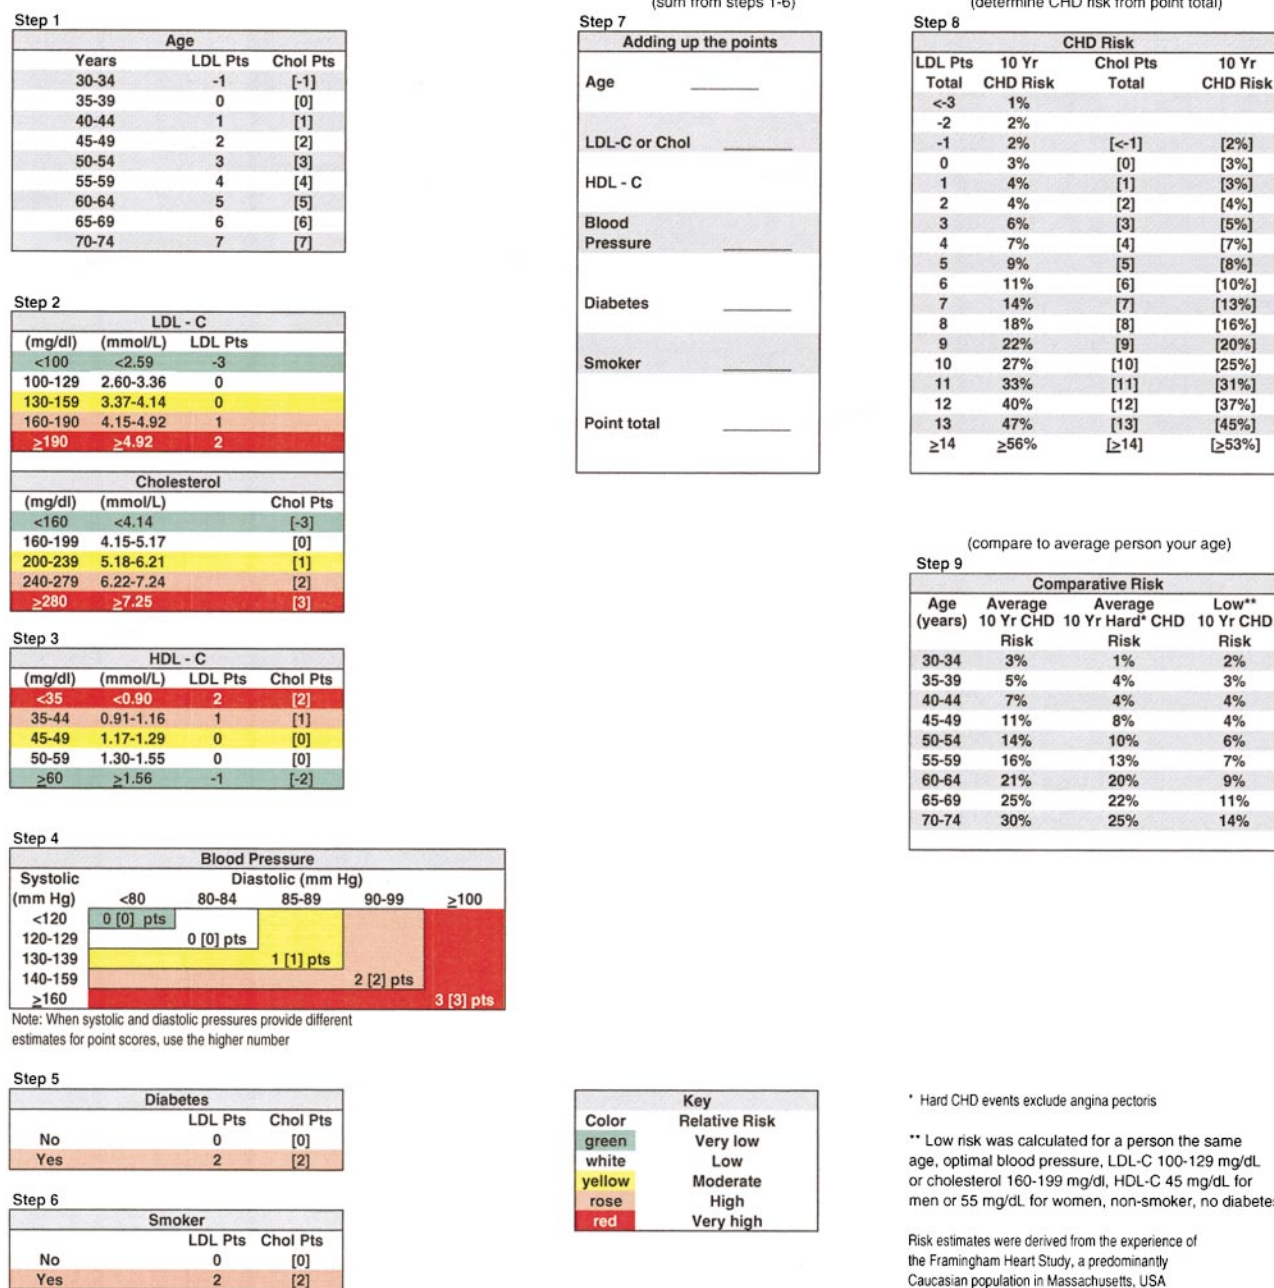 (sum from steps 1-6)
(determine CHD risk from point total)
Step 1
Age
Years LDL Pts Chol Pts
30-34 -1 [-1]
35-39 0 [0]
40-44 1 [1]
45-49 2 [2]
50-54 3 [3]
55-59 4 [4]
60-64 5 [5]
65-69 6 [6]
70-74 7 [7]
Step 2
LDL - C
(mg/dl) (mmol/L) LDL Pts
<100 <2.59 -3
100-129 2.60-3.36 0
130-159 3.37-4.14 0
160-190 4.15-4.92 1
≥190 ≥4.92 2
Cholesterol
(mg/dl) (mmol/L) Chol Pts
<160 <4.14 [-3]
160-199 4.15-5.17 [0]
200-239 5.18-6.21 [1]
240-279 6.22-7.24 [2]
≥280 ≥7.25 [3]
Step 3
HDL - C
(mg/dl) (mmol/L) LDL Pts Chol Pts
<35 <0.90 2 [2]
35-44 0.91-1.16 1 [1]
45-49 1.17-1.29 0 [0]
50-59 1.30-1.55 0 [0]
≥60 ≥1.56 -1 [-2]
Step 4
Blood Pressure
Systolic Diastolic (mm Hg)
(mm Hg) <80 80-84 85-89 90-99 ≥100
<120 0 [0] pts
120-129 0 [0] pts
130-139 1 [1] pts
140-159 2 [2] pts
≥160 3 [3] pts
Note: When systolic and diastolic pressures provide different
estimates for point scores, use the higher number
Step 5
Diabetes
LDL Pts Chol Pts
No 0 [0]
Yes 2 [2]
Step 6
Smoker
LDL Pts Chol Pts
No 0 [0]
Yes 2 [2]
Step 7
Adding up the points
Age
LDL-C or Chol
HDL - C
Blood
Pressure
Diabetes
Smoker
Point total
Key
Color Relative Risk
green Very low
white Low
yellow Moderate
rose High
red Very high
Step 8
CHD Risk
LDL Pts 10 Yr Chol Pts 10 Yr
Total CHD Risk Total CHD Risk
<-3 1%
-2 2%
-1 2% [<-1] [2%]
0 3% [0] [3%]
1 4% [1] [3%]
2 4% [2] [4%]
3 6% [3] [5%]
4 7% [4] [7%]
5 9% [5] [8%]
6 11% [6] [10%]
7 14% [7] [13%]
8 18% [8] [16%]
9 22% [9] [20%]
10 27% [10] [25%]
11 33% [11] [31%]
12 40% [12] [37%]
13 47% [13] [45%]
≥14 ≥56% [≥14] [≥53%]
(compare to average person your age)
Step 9
Comparative Risk
Age Average Average Low**
(years) 10 Yr CHD 10 Yr Hard* CHD 10 Yr CHD
Risk Risk Risk
30-34 3% 1% 2%
35-39 5% 4% 3%
40-44 7% 4% 4%
45-49 11% 8% 4%
50-54 14% 10% 6%
55-59 16% 13% 7%
60-64 21% 20% 9%
65-69 25% 22% 11%
70-74 30% 25% 14%
* Hard CHD events exclude angina pectoris
** Low risk was calculated for a person the same
age, optimal blood pressure, LDL-C 100-129 mg/dL
or cholesterol 160-199 mg/dl, HDL-C 45 mg/dL for
men or 55 mg/dL for women, non-smoker, no diabete
Risk estimates were derived from the experience of
the Framingham Heart Study, a predominantly
Caucasian population in Massachusetts, USA